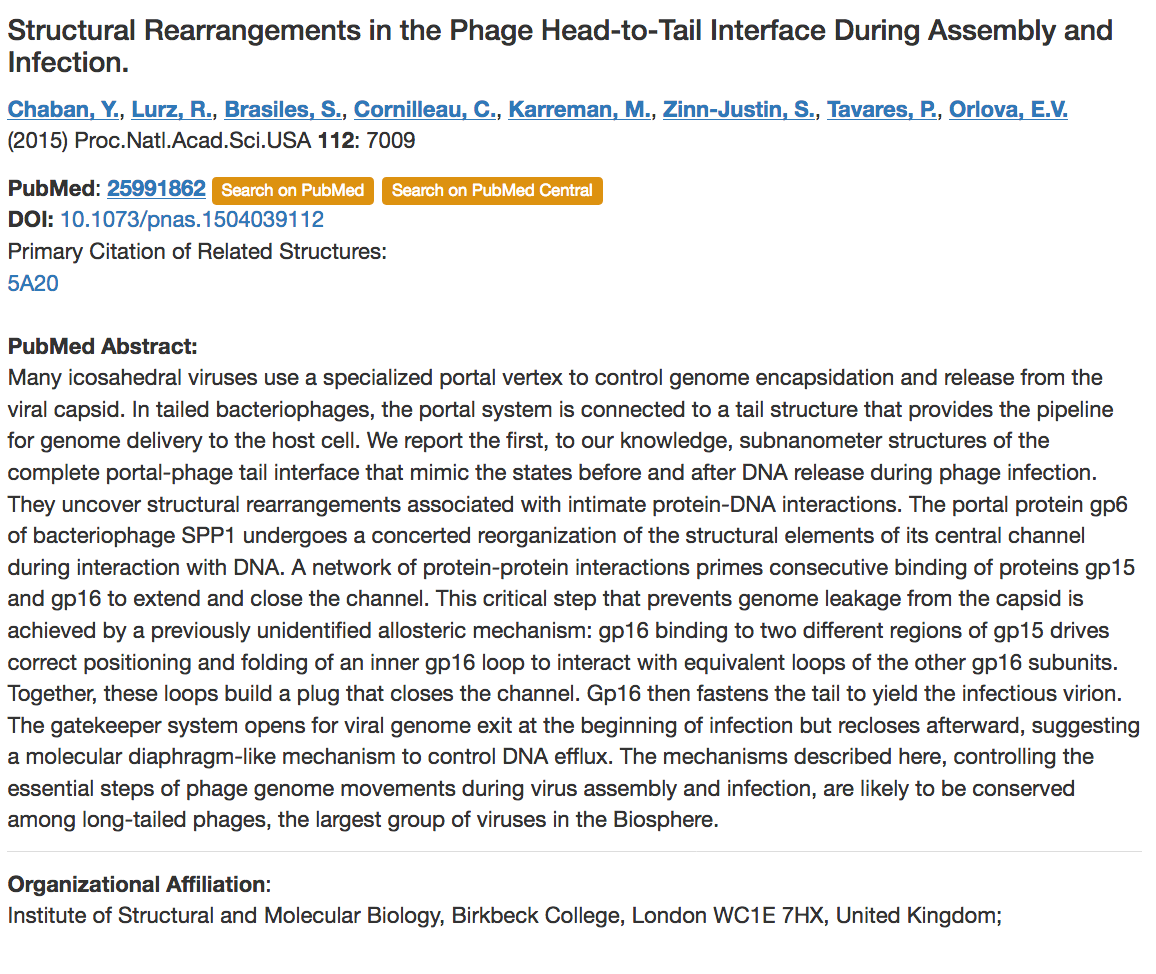 Structural Rearrangements in the Phage Head-to-Tail Interface During Assembly and
Infection.
Chaban, Y., Lurz, R., Brasiles, S., Cornilleau, C., Karreman, M., Zinn-Justin, S., Tavares, P., Orlova, E.V.
(2015) Proc.Natl.Acad.Sci.USA 112: 7009
PubMed: 25991862 Search on PubMed Search on PubMed Central
DOI: 10.1073/pnas.1504039112
Primary Citation of Related Structures:
5A20
PubMed Abstract:
Many icosahedral viruses use a specialized portal vertex to control genome encapsidation and release from the
viral capsid. In tailed bacteriophages, the portal system is connected to a tail structure that provides the pipeline
for genome delivery to the host cell. We report the first, to our knowledge, subnanometer structures of the
complete portal-phage tail interface that mimic the states before and after DNA release during phage infection.
They uncover structural rearrangements associated with intimate protein-DNA interactions. The portal protein gp6
of bacteriophage SPP1 undergoes a concerted reorganization of the structural elements of its central channel
during interaction with DNA. A network of protein-protein interactions primes consecutive binding of proteins gp15
and gp16 to extend and close the channel. This critical step that prevents genome leakage from the capsid is
achieved by a previously unidentified allosteric mechanism: gp16 binding to two different regions of gp15 drives
correct positioning and folding of an inner gp16 loop to interact with equivalent loops of the other gp16 subunits.
Together, these loops build a plug that closes the channel. Gp16 then fastens the tail to yield the infectious virion.
The gatekeeper system opens for viral genome exit at the beginning of infection but recloses afterward, suggesting
a molecular diaphragm-like mechanism to control DNA efflux. The mechanisms described here, controlling the
essential steps of phage genome movements during virus assembly and infection, are likely to be conserved
among long-tailed phages, the largest group of viruses in the Biosphere.
Organizational Affiliation:
Institute of Structural and Molecular Biology, Birkbeck College, London WC1E 7HX, United Kingdom;